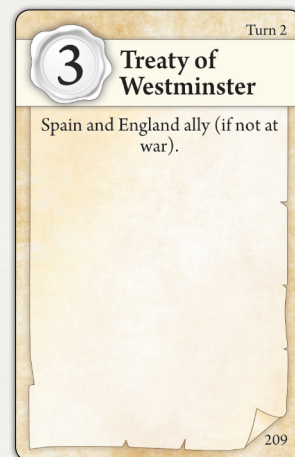 Turn 2
3
Treaty of
Westminster
Spain and England ally (if not at
war).
209